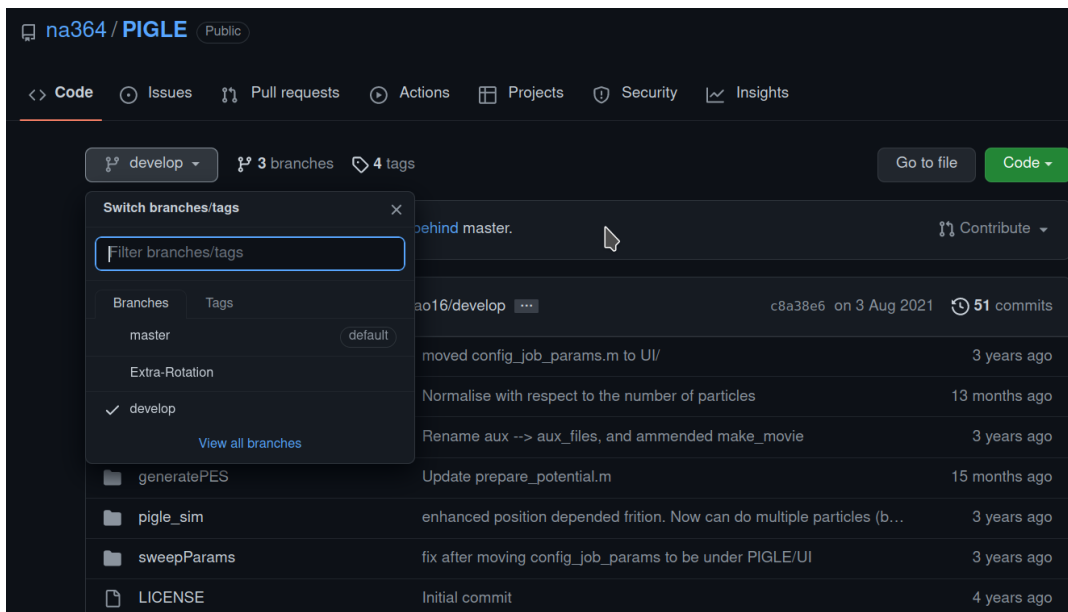 na364 / PIGLE Public
Code Issues Pull requests Actions Projects Security Insights
develop 3 branches 4 tags Go to file Code
Switch branches/tags
behind master. Contribute
Filter branches/tags
Branches Tags
ao16/develop ... c8a38e6 on 3 Aug 2021 51 commits
master default
moved config_job_params.m to UI/ 3 years ago
Extra-Rotation
Normalise with respect to the number of particles 13 months ago
develop
Rename aux --> aux_files, and ammended make_movie 3 years ago
View all branches
generatePES Update prepare_potential.m 15 months ago
pigle_sim enhanced position depended frition. Now can do multiple particles (b... 3 years ago
sweepParams fix after moving config_job_params to be under PIGLE/UI 3 years ago
LICENSE Initial commit 4 years ago